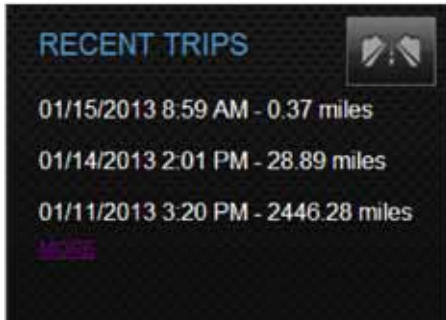 RECENT TRIPS
01/15/2013 8:59 AM - 0.37 miles
01/14/2013 2:01 PM - 28.89 miles
01/11/2013 3:20 PM - 2446.28 miles
MORE